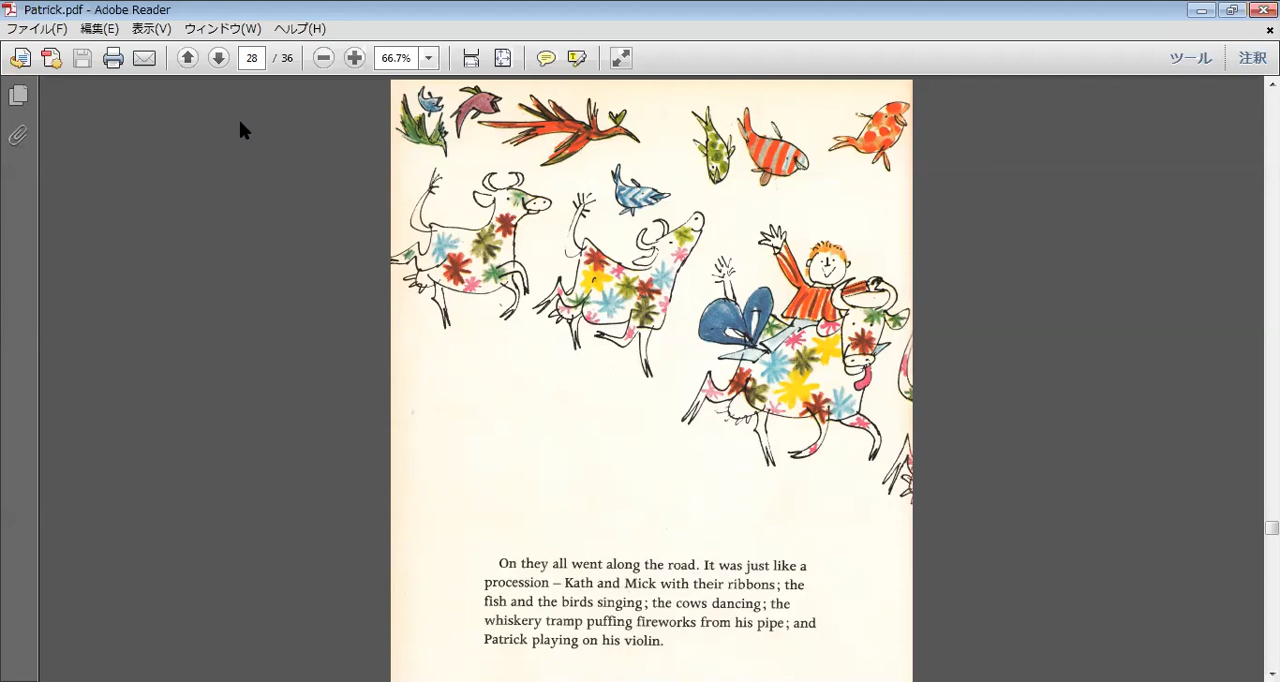 Patrick.pdf - Adobe Reader
ファイル(F) 編集(E) 表示(V) ウィンドウ(W) ヘルプ(H)
28 / 36 66.7% ツール 注釈
On they all went along the road. It was just like a
procession – Kath and Mick with their ribbons; the
fish and the birds singing; the cows dancing; the
whiskery tramp puffing fireworks from his pipe; and
Patrick playing on his violin.